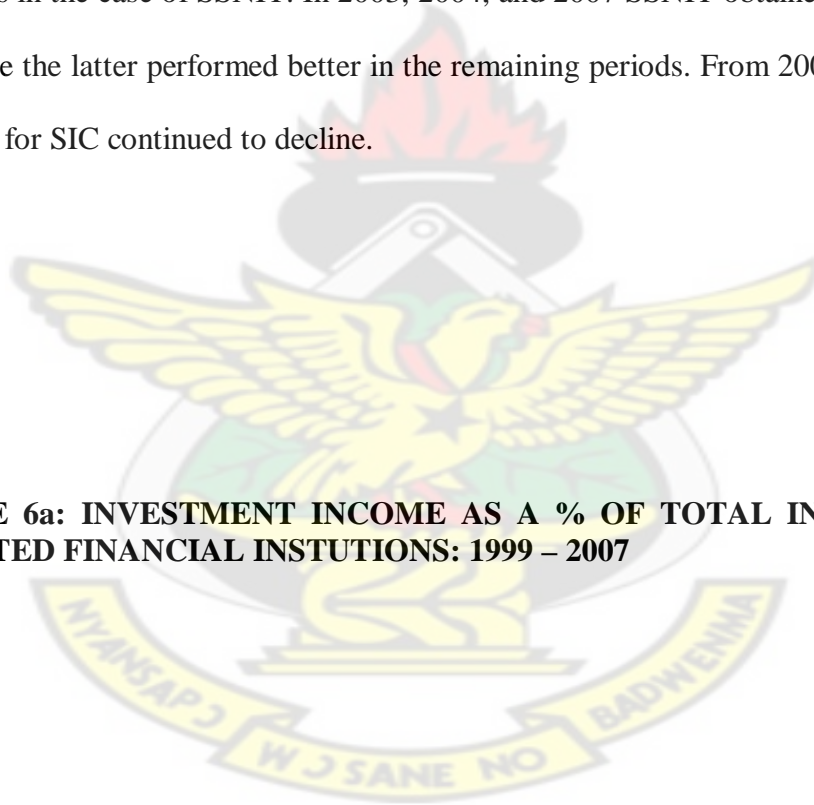 in the case of SSNIT. In 2003, 2004, and 2007 SSNIT obtaine
e the latter performed better in the remaining periods. From 200
for SIC continued to decline.
E 6a: INVESTMENT INCOME AS A % OF TOTAL IN
TED FINANCIAL INSTUTIONS: 1999 – 2007
NYANSAPƆ WƆSANE NO BADWENMA